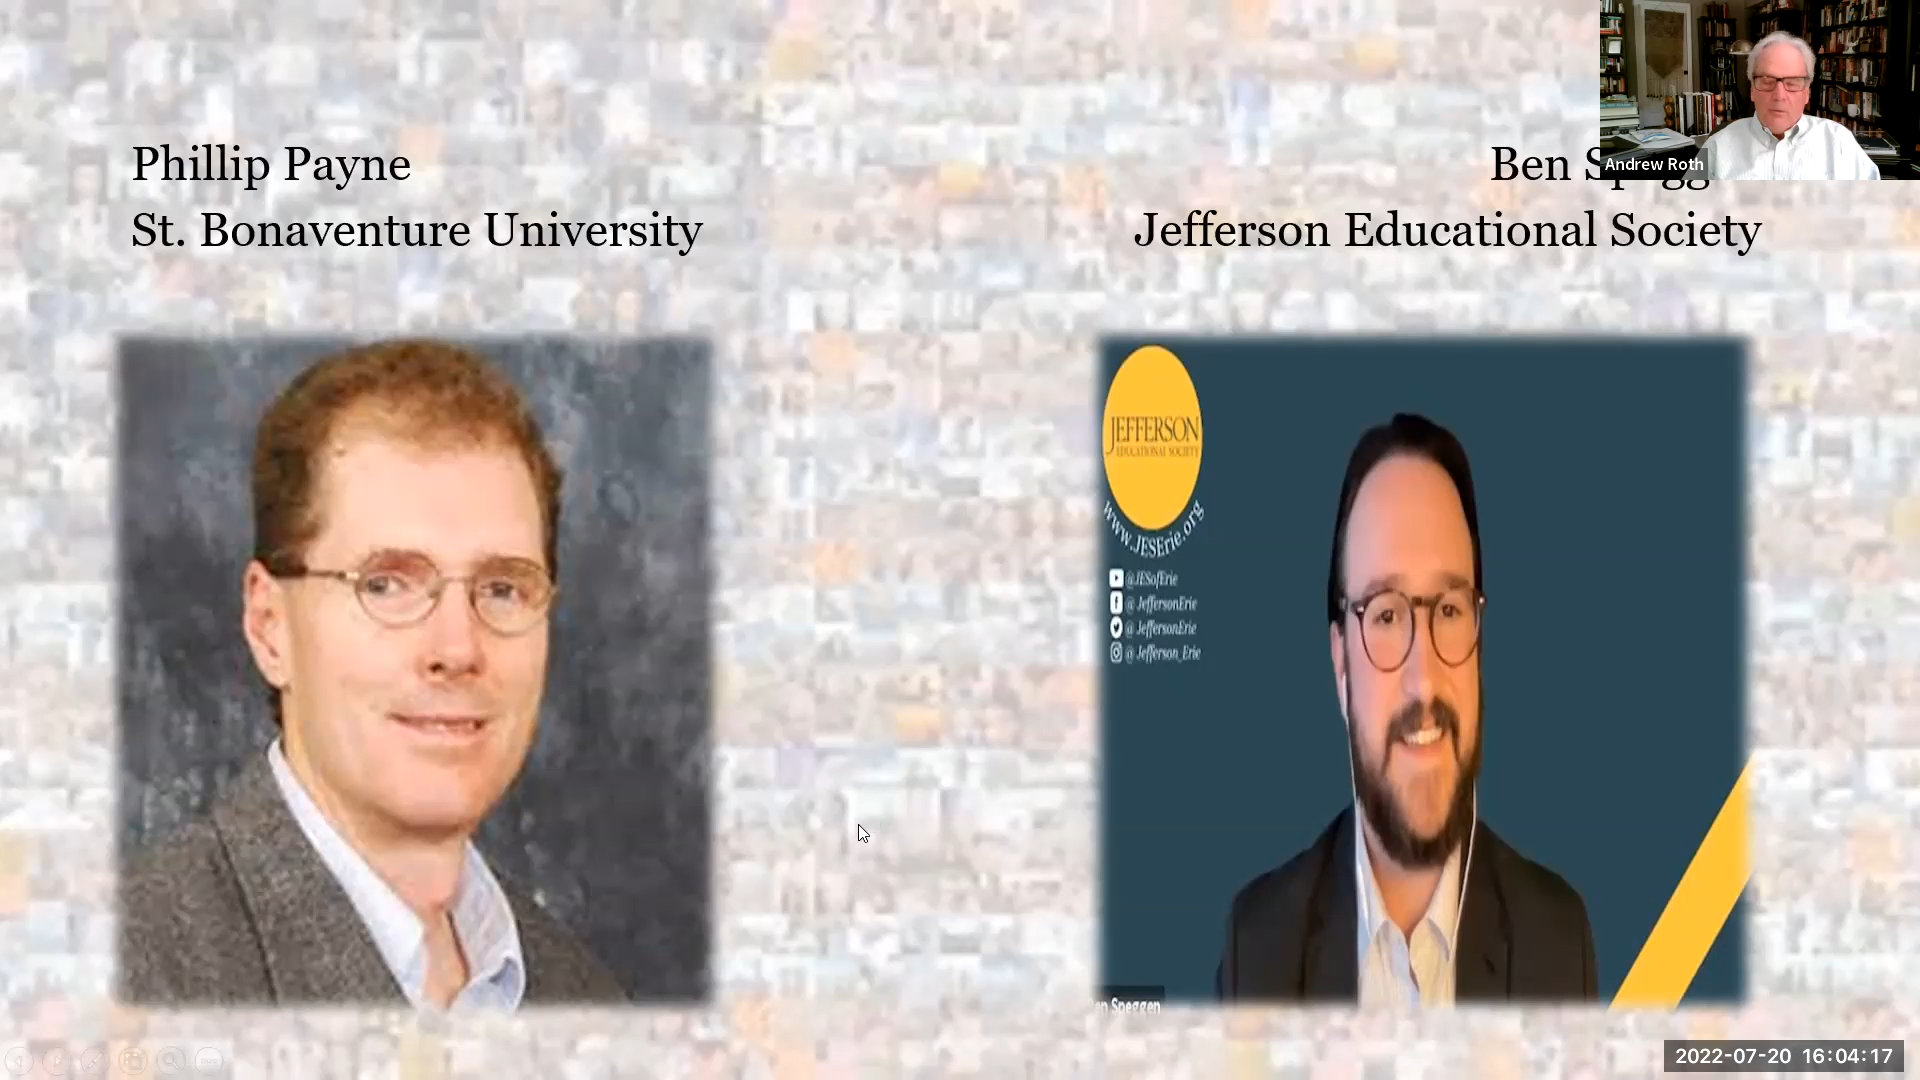 Phillip Payne
St. Bonaventure University
Ben
Jefferson Educational Society
Andrew Roth
JEFFERSON
EDUCATIONAL SOCIETY
www.JESErie.org
@JESofErie
@JeffersonErie
@JeffersonErie
@Jefferson_Erie
Speggen
2022-07-20 16:04:17